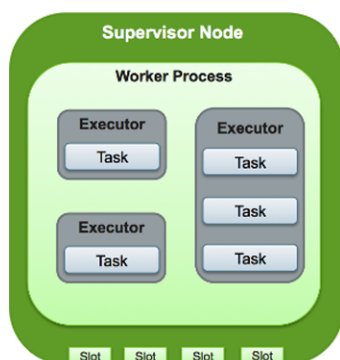 Supervisor Node
Worker Process
Executor
Task
Executor
Task
Executor
Task
Task
Task
Slot
Slot
Slot
Slot